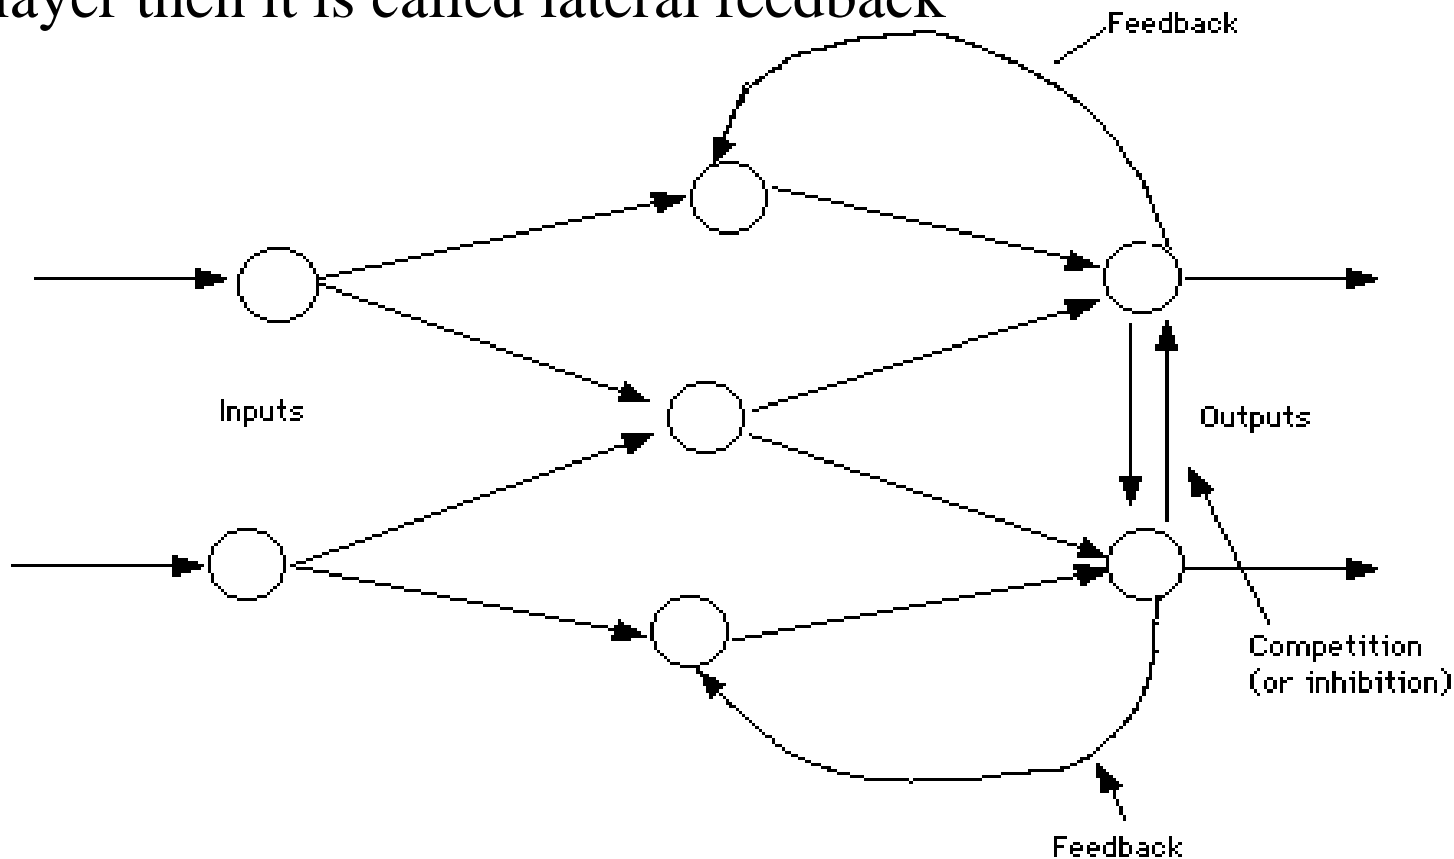 layer then it is called lateral feedback
Feedback
Inputs
Outputs
Competition
(or inhibition)
Feedback